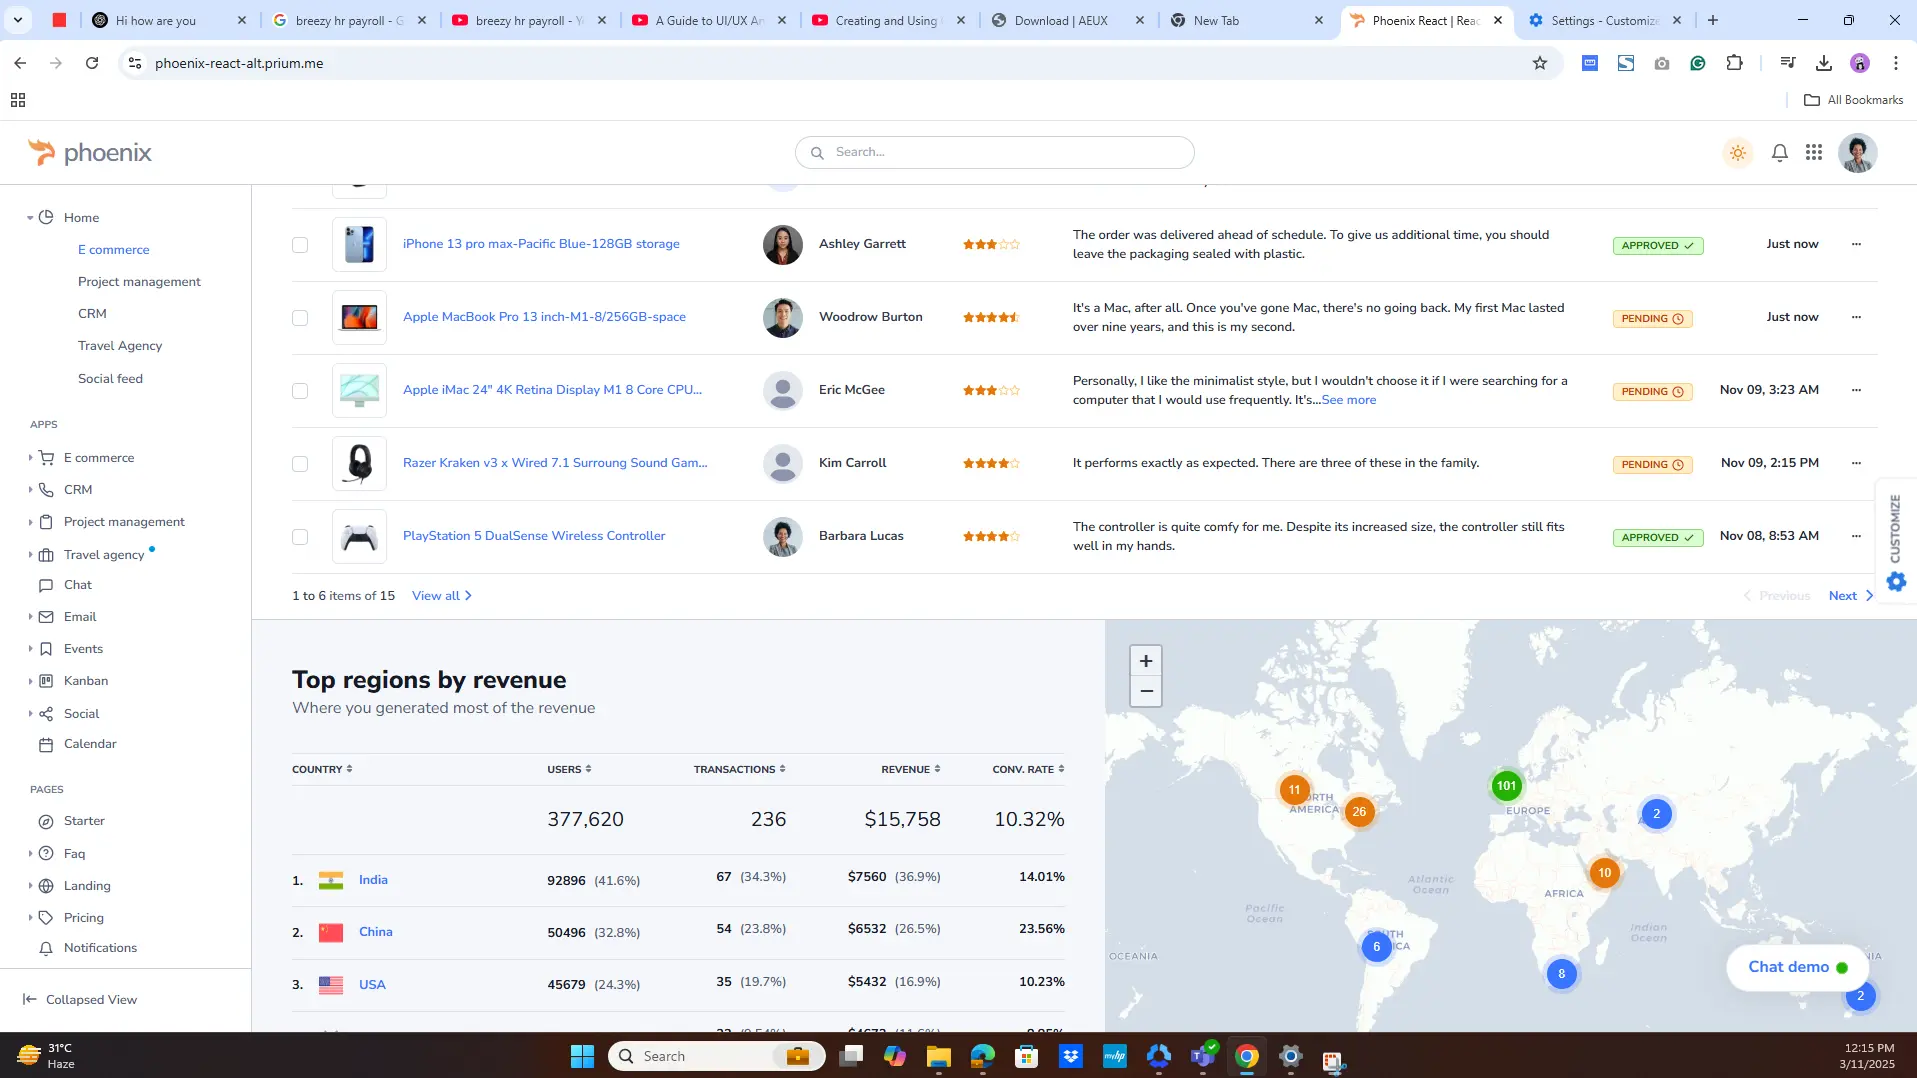 Hi how are you
breezy hr payroll - G
breezy hr payroll - Y
A Guide to UI/UX An
Creating and Using
Download | AEUX
New Tab
Phoenix React | Reac
Settings - Customize
phoenix-react-alt.prium.me
All Bookmarks
phoenix
Search...
Home
E commerce
Project management
CRM
Travel Agency
Social feed
APPS
E commerce
CRM
Project management
Travel agency
Chat
Email
Events
Kanban
Social
Calendar
PAGES
Starter
Faq
Landing
Pricing
Notifications
Collapsed View
iPhone 13 pro max-Pacific Blue-128GB storage
Ashley Garrett
The order was delivered ahead of schedule. To give us additional time, you should
leave the packaging sealed with plastic.
APPROVED
Just now
Apple MacBook Pro 13 inch-M1-8/256GB-space
Woodrow Burton
It's a Mac, after all. Once you've gone Mac, there's no going back. My first Mac lasted
over nine years, and this is my second.
PENDING
Just now
Apple iMac 24" 4K Retina Display M1 8 Core CPU...
Eric McGee
Personally, I like the minimalist style, but I wouldn't choose it if I were searching for a
computer that I would use frequently. It's...See more
PENDING
Nov 09, 3:23 AM
Razer Kraken v3 x Wired 7.1 Surroung Sound Gam...
Kim Carroll
It performs exactly as expected. There are three of these in the family.
PENDING
Nov 09, 2:15 PM
PlayStation 5 DualSense Wireless Controller
Barbara Lucas
The controller is quite comfy for me. Despite its increased size, the controller still fits
well in my hands.
APPROVED
Nov 08, 8:53 AM
CUSTOMIZE
1 to 6 items of 15 View all
Previous Next
Top regions by revenue
Where you generated most of the revenue
COUNTRY USERS TRANSACTIONS REVENUE CONV. RATE
377,620 236 $15,758 10.32%
1. India 92896 (41.6%) 67 (34.3%) $7560 (36.9%) 14.01%
2. China 50496 (32.8%) 54 (23.8%) $6532 (26.5%) 23.56%
3. USA 45679 (24.3%) 35 (19.7%) $5432 (16.9%) 10.23%
+
−
11
AMERICA
26
101
EUROPE
2
10
AFRICA
Atlantic
Ocean
Pacific
Ocean
Indian
Ocean
6
8
OCEANIA
Chat demo
2
31°C
Haze
Search
myhp
12:15 PM
3/11/2025